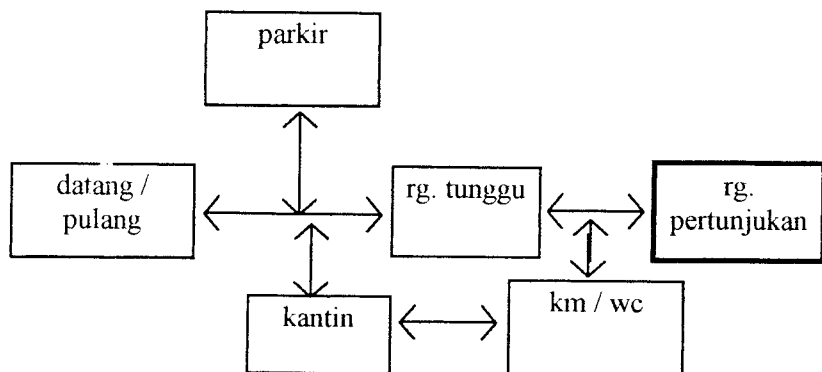 parkir
datang /
pulang
rg. tunggu
rg.
pertunjukan
kantin
km / wc